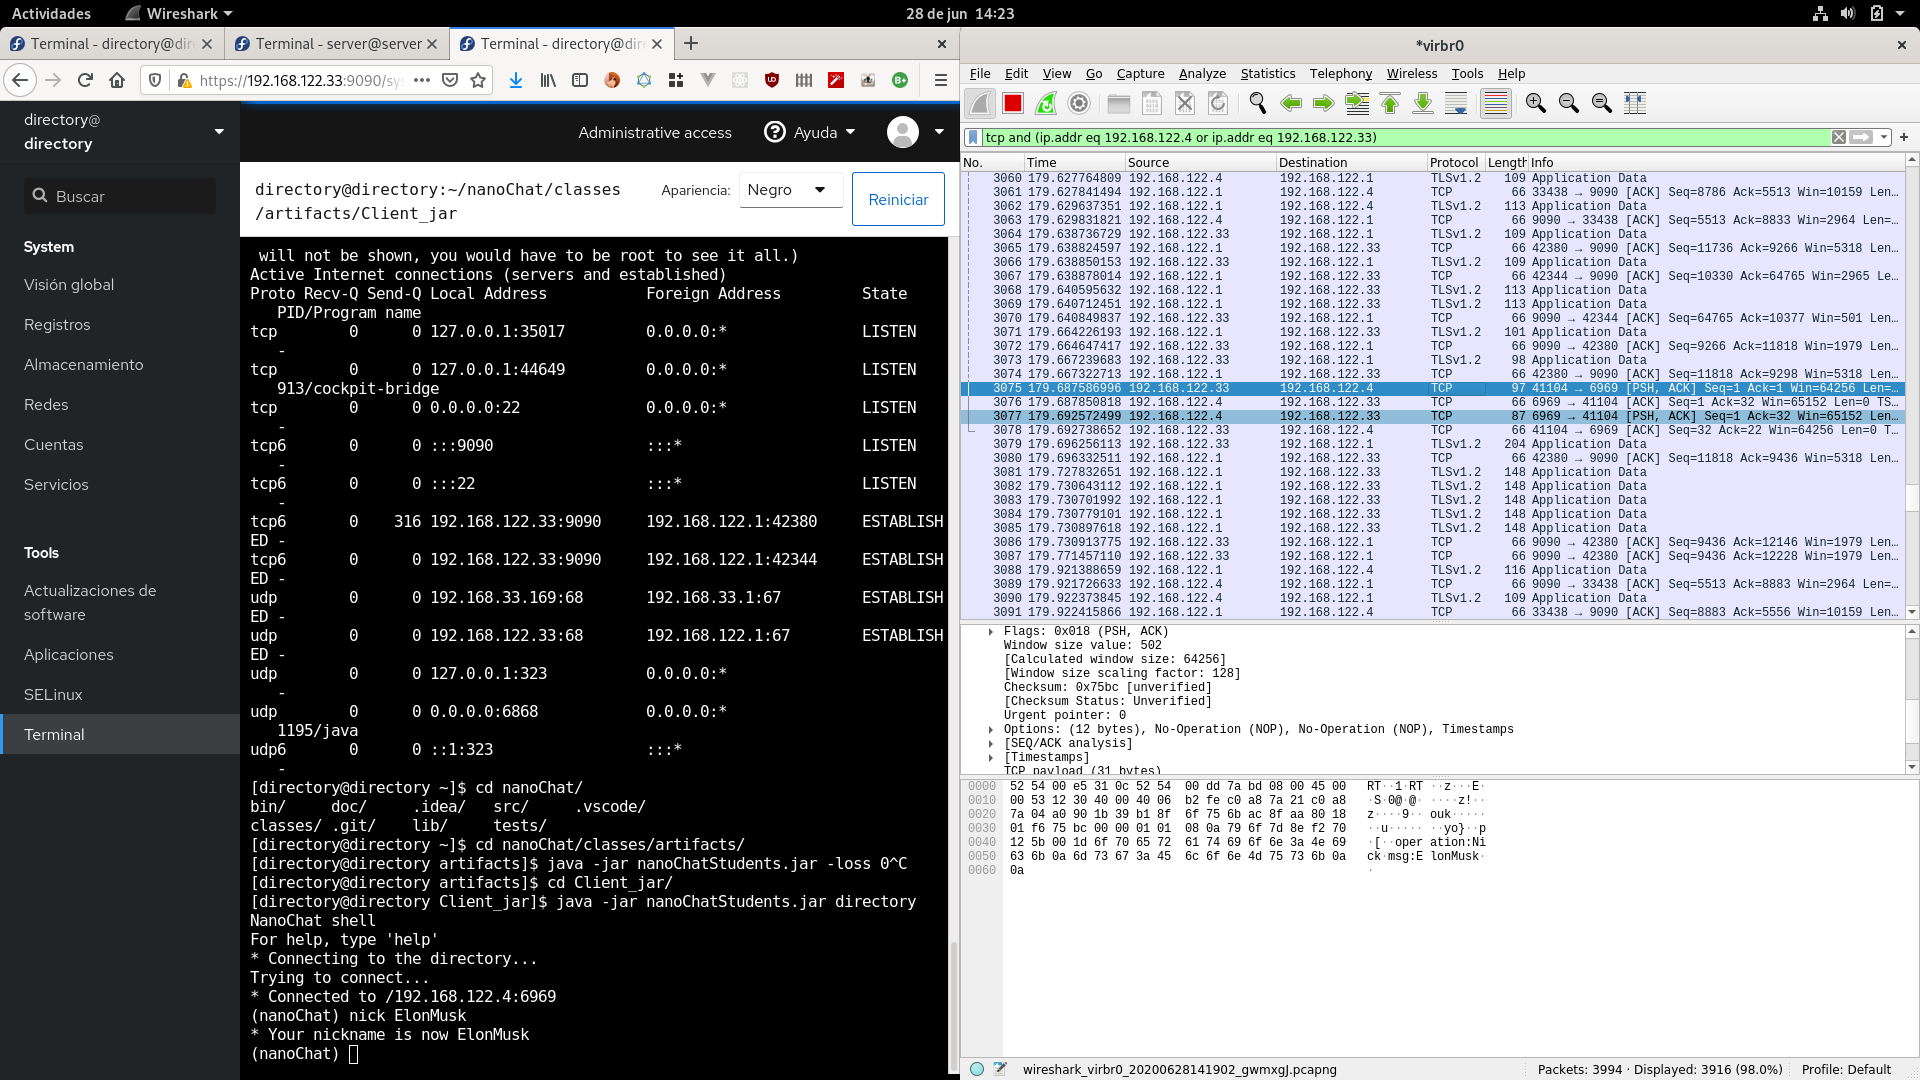 Actividades
Wireshark
28 de jun 14:23
Terminal - directory@di
Terminal - server@server
Terminal - directory@di
https://192.168.122.33:9090/sy
directory@
directory
Buscar
System
Visión global
Registros
Almacenamiento
Redes
Cuentas
Servicios
Tools
Actualizaciones de
software
Aplicaciones
SELinux
Terminal
Administrative access
Ayuda
directory@directory:~/nanoChat/classes
/artifacts/Client_jar
Apariencia:
Negro
Reiniciar
will not be shown, you would have to be root to see it all.)
Active Internet connections (servers and established)
Proto Recv-Q Send-Q Local Address Foreign Address State
PID/Program name
tcp 0 0 127.0.0.1:35017 0.0.0.0:* LISTEN
-
tcp 0 0 127.0.0.1:44649 0.0.0.0:* LISTEN
913/cockpit-bridge
tcp 0 0 0.0.0.0:22 0.0.0.0:* LISTEN
-
tcp6 0 0 :::9090 :::* LISTEN
-
tcp6 0 0 :::22 :::* LISTEN
-
tcp6 0 316 192.168.122.33:9090 192.168.122.1:42380 ESTABLISH
ED -
tcp6 0 0 192.168.122.33:9090 192.168.122.1:42344 ESTABLISH
ED -
udp 0 0 192.168.33.169:68 192.168.33.1:67 ESTABLISH
ED -
udp 0 0 192.168.122.33:68 192.168.122.1:67 ESTABLISH
ED -
udp 0 0 127.0.0.1:323 0.0.0.0:*
-
udp 0 0 0.0.0.0:6868 0.0.0.0:*
1195/java
udp6 0 0 ::1:323 :::*
-
[directory@directory ~]$ cd nanoChat/
bin/ doc/ .idea/ src/ .vscode/
classes/ .git/ lib/ tests/
[directory@directory ~]$ cd nanoChat/classes/artifacts/
[directory@directory artifacts]$ java -jar nanoChatStudents.jar -loss 0^C
[directory@directory artifacts]$ cd Client_jar/
[directory@directory Client_jar]$ java -jar nanoChatStudents.jar directory
NanoChat shell
For help, type 'help'
* Connecting to the directory...
Trying to connect...
* Connected to /192.168.122.4:6969
(nanoChat) nick ElonMusk
* Your nickname is now ElonMusk
(nanoChat)
*virbr0
File Edit View Go Capture Analyze Statistics Telephony Wireless Tools Help
tcp and (ip.addr eq 192.168.122.4 or ip.addr eq 192.168.122.33)
No. Time Source Destination Protocol Length Info
3060 179.627764809 192.168.122.4 192.168.122.1 TLSv1.2 109 Application Data
3061 179.627841494 192.168.122.1 192.168.122.4 TCP 66 33438 → 9090 [ACK] Seq=8786 Ack=5513 Win=10159 Len…
3062 179.629637351 192.168.122.1 192.168.122.4 TLSv1.2 113 Application Data
3063 179.629831821 192.168.122.4 192.168.122.1 TCP 66 9090 → 33438 [ACK] Seq=5513 Ack=8833 Win=2964 Len=…
3064 179.638736729 192.168.122.33 192.168.122.1 TLSv1.2 109 Application Data
3065 179.638824597 192.168.122.1 192.168.122.33 TCP 66 42380 → 9090 [ACK] Seq=11736 Ack=9266 Win=5318 Len…
3066 179.638850153 192.168.122.33 192.168.122.1 TLSv1.2 109 Application Data
3067 179.638878014 192.168.122.1 192.168.122.33 TCP 66 42344 → 9090 [ACK] Seq=10330 Ack=64765 Win=2965 Le…
3068 179.640595632 192.168.122.1 192.168.122.33 TLSv1.2 113 Application Data
3069 179.640712451 192.168.122.1 192.168.122.33 TLSv1.2 113 Application Data
3070 179.640849837 192.168.122.33 192.168.122.1 TCP 66 9090 → 42344 [ACK] Seq=64765 Ack=10377 Win=501 Len…
3071 179.664226193 192.168.122.1 192.168.122.33 TLSv1.2 101 Application Data
3072 179.664647417 192.168.122.33 192.168.122.1 TCP 66 9090 → 42380 [ACK] Seq=9266 Ack=11818 Win=1979 Len…
3073 179.667239683 192.168.122.33 192.168.122.1 TLSv1.2 98 Application Data
3074 179.667322713 192.168.122.1 192.168.122.33 TCP 66 42380 → 9090 [ACK] Seq=11818 Ack=9298 Win=5318 Len…
3075 179.687586996 192.168.122.33 192.168.122.4 TCP 97 41104 → 6969 [PSH, ACK] Seq=1 Ack=1 Win=64256 Len=…
3076 179.687850818 192.168.122.4 192.168.122.33 TCP 66 6969 → 41104 [ACK] Seq=1 Ack=32 Win=65152 Len=0 TS…
3077 179.692572499 192.168.122.4 192.168.122.33 TCP 87 6969 → 41104 [PSH, ACK] Seq=1 Ack=32 Win=65152 Len…
3078 179.692738652 192.168.122.33 192.168.122.4 TCP 66 41104 → 6969 [ACK] Seq=32 Ack=22 Win=64256 Len=0 T…
3079 179.696256113 192.168.122.33 192.168.122.1 TLSv1.2 204 Application Data
3080 179.696332511 192.168.122.1 192.168.122.33 TCP 66 42380 → 9090 [ACK] Seq=11818 Ack=9436 Win=5318 Len…
3081 179.727832651 192.168.122.1 192.168.122.33 TLSv1.2 148 Application Data
3082 179.730643112 192.168.122.1 192.168.122.33 TLSv1.2 148 Application Data
3083 179.730701992 192.168.122.1 192.168.122.33 TLSv1.2 148 Application Data
3084 179.730779101 192.168.122.1 192.168.122.33 TLSv1.2 148 Application Data
3085 179.730897618 192.168.122.1 192.168.122.33 TLSv1.2 148 Application Data
3086 179.730913775 192.168.122.33 192.168.122.1 TCP 66 9090 → 42380 [ACK] Seq=9436 Ack=12146 Win=1979 Len…
3087 179.771457110 192.168.122.33 192.168.122.1 TCP 66 9090 → 42380 [ACK] Seq=9436 Ack=12228 Win=1979 Len…
3088 179.921388659 192.168.122.1 192.168.122.4 TLSv1.2 116 Application Data
3089 179.921726633 192.168.122.4 192.168.122.1 TCP 66 9090 → 33438 [ACK] Seq=5513 Ack=8883 Win=2964 Len=…
3090 179.922373845 192.168.122.4 192.168.122.1 TLSv1.2 109 Application Data
3091 179.922415866 192.168.122.1 192.168.122.4 TCP 66 33438 → 9090 [ACK] Seq=8883 Ack=5556 Win=10159 Len…
Flags: 0x018 (PSH, ACK)
Window size value: 502
[Calculated window size: 64256]
[Window size scaling factor: 128]
Checksum: 0x75bc [unverified]
[Checksum Status: Unverified]
Urgent pointer: 0
Options: (12 bytes), No-Operation (NOP), No-Operation (NOP), Timestamps
[SEQ/ACK analysis]
[Timestamps]
TCP payload (31 bytes)
0000 52 54 00 e5 31 0c 52 54 00 dd 7a bd 08 00 45 00 RT··1·RT ··z···E·
0010 00 53 12 30 40 00 40 06 b2 fe c0 a8 7a 21 c0 a8 ·S·0@·@· ····z!··
0020 7a 04 a0 90 1b 39 b1 8f 6f 75 6b ac 8f aa 80 18 z····9·· ouk·····
0030 01 f6 75 bc 00 00 01 01 08 0a 79 6f 7d 8e f2 70 ··u····· ··yo}··p
0040 12 5b 00 1d 6f 70 65 72 61 74 69 6f 6e 3a 4e 69 ·[··oper ation:Ni
0050 63 6b 0a 6d 73 67 3a 45 6c 6f 6e 4d 75 73 6b 0a ck·msg:E lonMusk·
0060 0a ·
wireshark_virbr0_20200628141902_gwmxgJ.pcapng
Packets: 3994 · Displayed: 3916 (98.0%)
Profile: Default